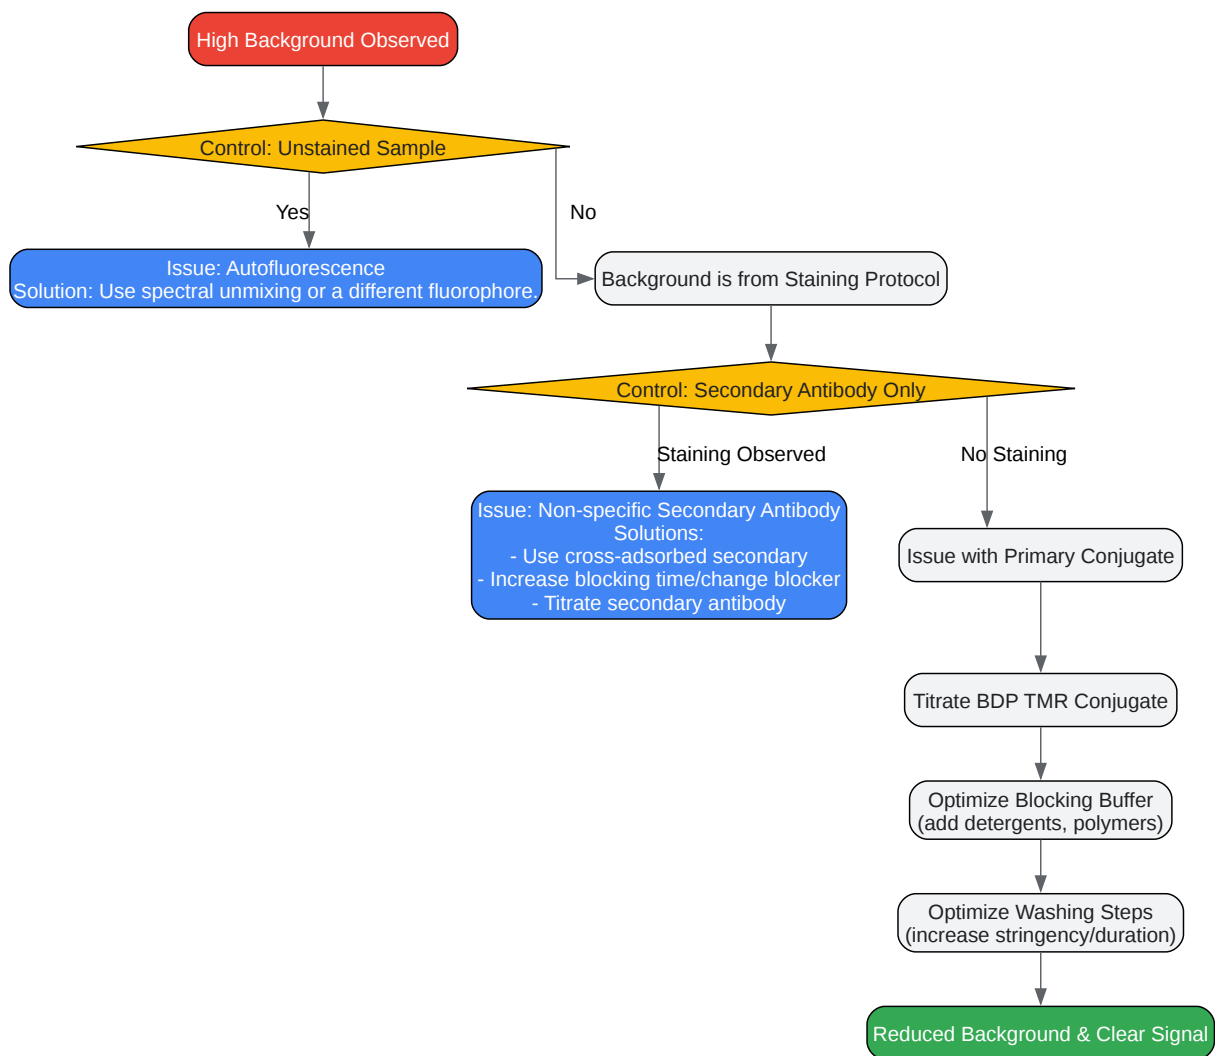 High Background Observed
Control: Unstained Sample
Yes
No
Issue: Autofluorescence
Solution: Use spectral unmixing or a different fluorophore.
Background is from Staining Protocol
Control: Secondary Antibody Only
Staining Observed
No Staining
Issue: Non-specific Secondary Antibody
Solutions:
- Use cross-adsorbed secondary
- Increase blocking time/change blocker
- Titrate secondary antibody
Issue with Primary Conjugate
Titrate BDP TMR Conjugate
Optimize Blocking Buffer
(add detergents, polymers)
Optimize Washing Steps
(increase stringency/duration)
Reduced Background & Clear Signal